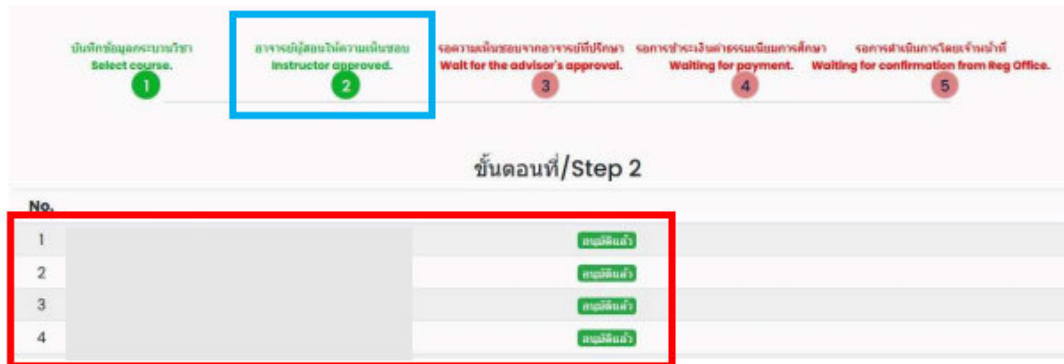 บันทึกข้อมูลกระบวนวิชา
Select course.
1
อาจารย์ผู้สอนให้ความเห็นชอบ
Instructor approved.
2
รอความเห็นชอบจากอาจารย์ที่ปรึกษา
Wait for the advisor's approval.
3
รอการชำระเงินค่าธรรมเนียมการศึกษา
Waiting for payment.
4
รอการดำเนินการโดยเจ้าหน้าที่
Waiting for confirmation from Reg Office.
5
ขั้นตอนที่/Step 2
No.
1 อนุมัติแล้ว
2 อนุมัติแล้ว
3 อนุมัติแล้ว
4 อนุมัติแล้ว